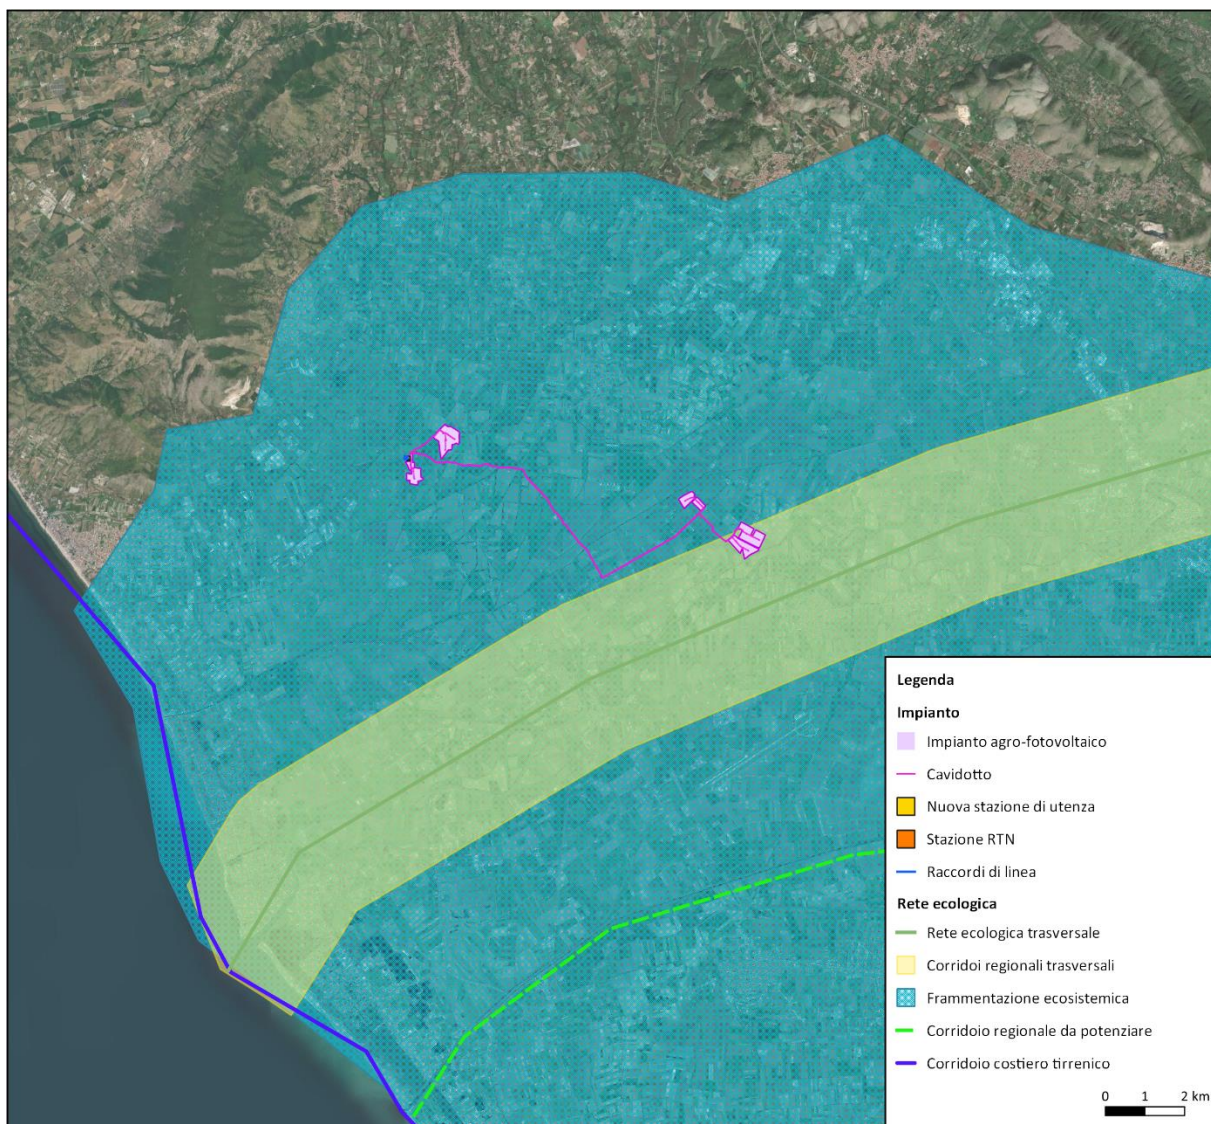 Legenda
Impianto
Impianto agro-fotovoltaico
Cavidotto
Nuova stazione di utenza
Stazione RTN
Raccordi di linea
Rete ecologica
Rete ecologica trasversale
Corridoi regionali trasversali
Frammentazione ecosistemica
Corridoio regionale da potenziare
Corridoio costiero tirrenico
0 1 2 km